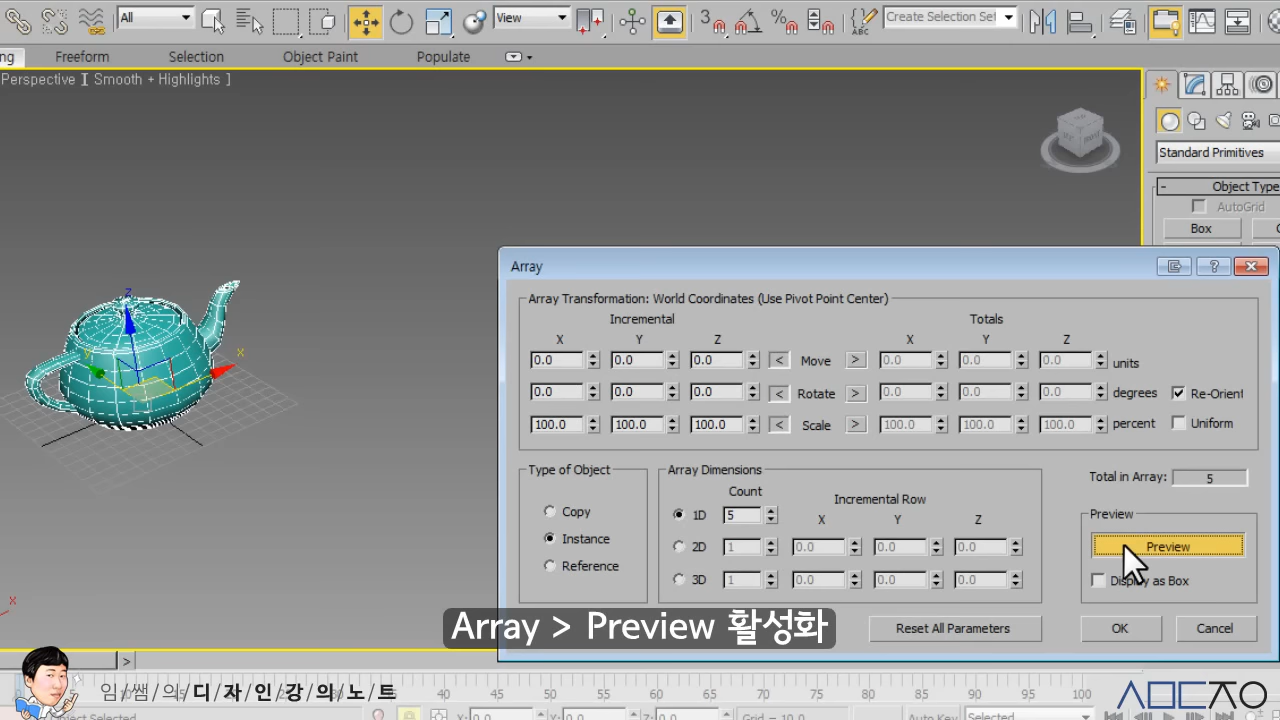 All
View
Create Selection Set
ng Freeform Selection Object Paint Populate
Perspective ] Smooth + Highlights ]
Standard Primitives
- Object Type
AutoGrid
Box
Array
Array Transformation: World Coordinates (Use Pivot Point Center)
Incremental Totals
X Y Z X Y Z
0.0 0.0 0.0 < Move > 0.0 0.0 0.0 units
0.0 0.0 0.0 < Rotate > 0.0 0.0 0.0 degrees Re-Orient
100.0 100.0 100.0 < Scale > 100.0 100.0 100.0 percent Uniform
Type of Object
Copy
Instance
Reference
Array Dimensions
Count Incremental Row
X Y Z
1D 5
2D 1 0.0 0.0 0.0
3D 1 0.0 0.0 0.0
Total in Array: 5
Preview
Preview
Display as Box
Reset All Parameters OK Cancel
Array > Preview 활성화
z
y
x
x
>
임/쌤/의/디/자/인/강/의/노/트
40 45 50 55 60 65 70 75 80 85 90 95 100
ject Selected X: 0.0 Y: 0.0 Z: 0.0 Grid = 10.0 Auto Key Selected